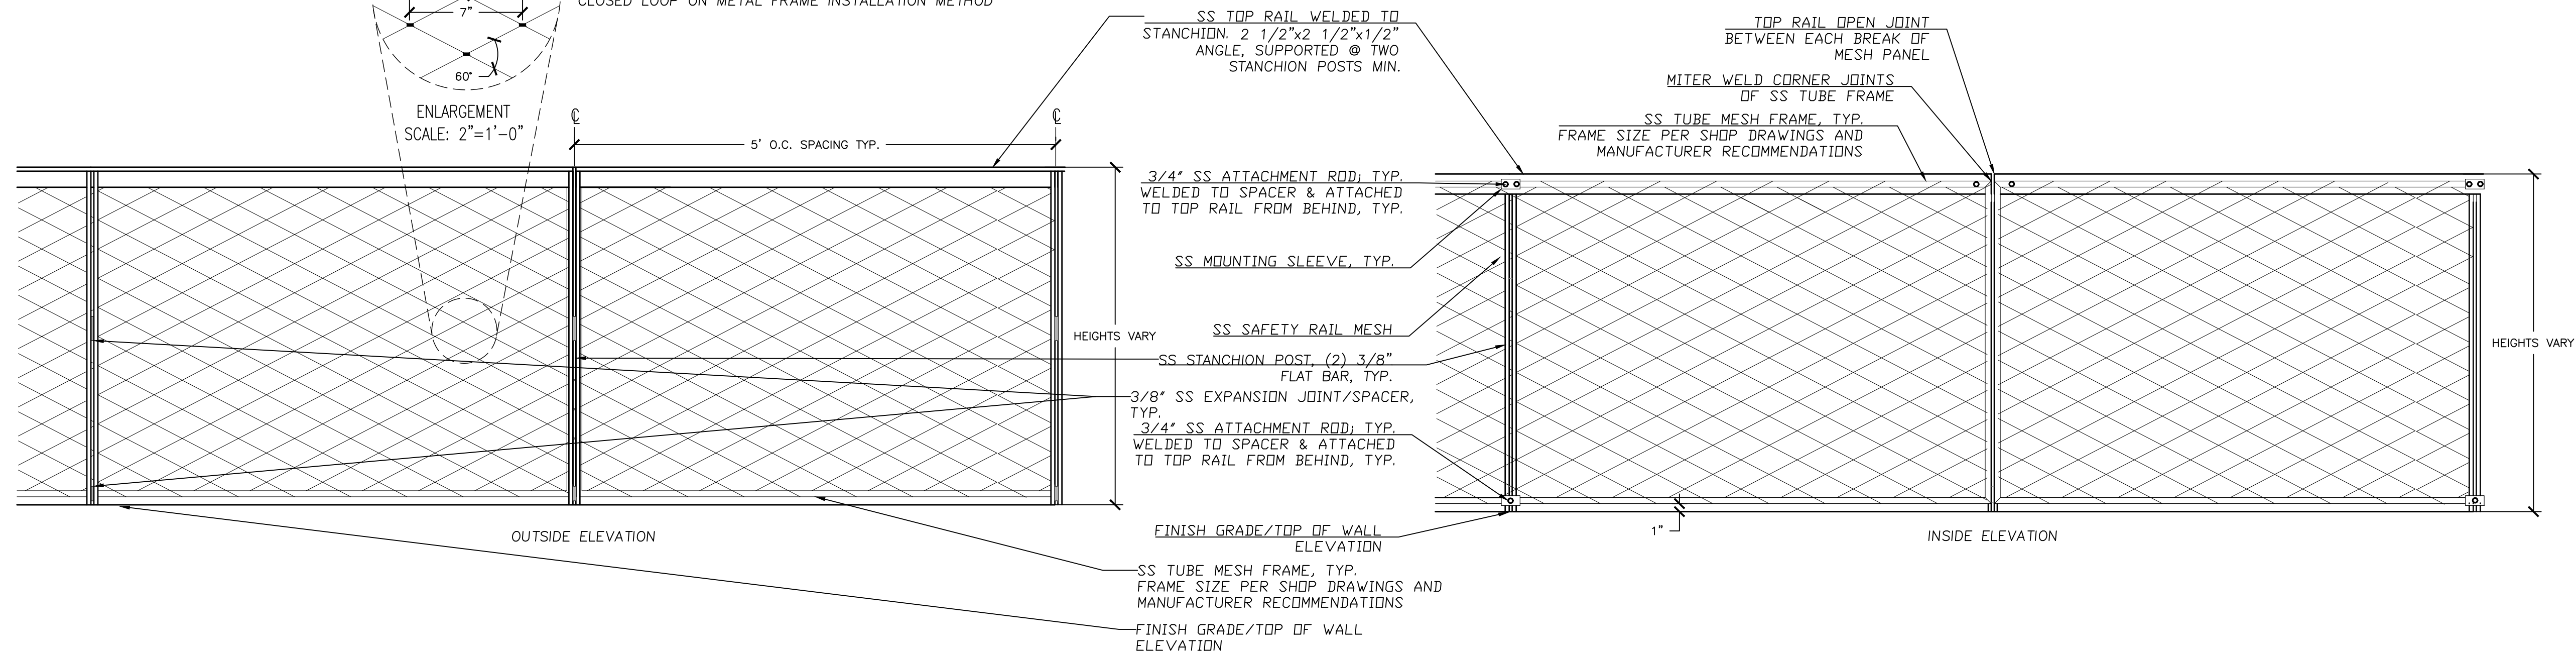 CLOSED LOOP ON METAL FRAME INSTALLATION METHOD
7"
60°
ENLARGEMENT
SCALE: 2"=1'-0"
℄
℄
5' O.C. SPACING TYP.
HEIGHTS VARY
OUTSIDE ELEVATION
SS TOP RAIL WELDED TO
STANCHION. 2 1/2"x2 1/2"x1/2"
ANGLE, SUPPORTED @ TWO
STANCHION POSTS MIN.
3/4" SS ATTACHMENT ROD; TYP.
WELDED TO SPACER & ATTACHED
TO TOP RAIL FROM BEHIND, TYP.
SS MOUNTING SLEEVE, TYP.
SS SAFETY RAIL MESH
SS STANCHION POST, (2) 3/8"
FLAT BAR, TYP.
3/8" SS EXPANSION JOINT/SPACER,
TYP.
3/4" SS ATTACHMENT ROD; TYP.
WELDED TO SPACER & ATTACHED
TO TOP RAIL FROM BEHIND, TYP.
FINISH GRADE/TOP OF WALL
ELEVATION
SS TUBE MESH FRAME, TYP.
FRAME SIZE PER SHOP DRAWINGS AND
MANUFACTURER RECOMMENDATIONS
FINISH GRADE/TOP OF WALL
ELEVATION
TOP RAIL OPEN JOINT
BETWEEN EACH BREAK OF
MESH PANEL
MITER WELD CORNER JOINTS
OF SS TUBE FRAME
SS TUBE MESH FRAME, TYP.
FRAME SIZE PER SHOP DRAWINGS AND
MANUFACTURER RECOMMENDATIONS
HEIGHTS VARY
1"
INSIDE ELEVATION